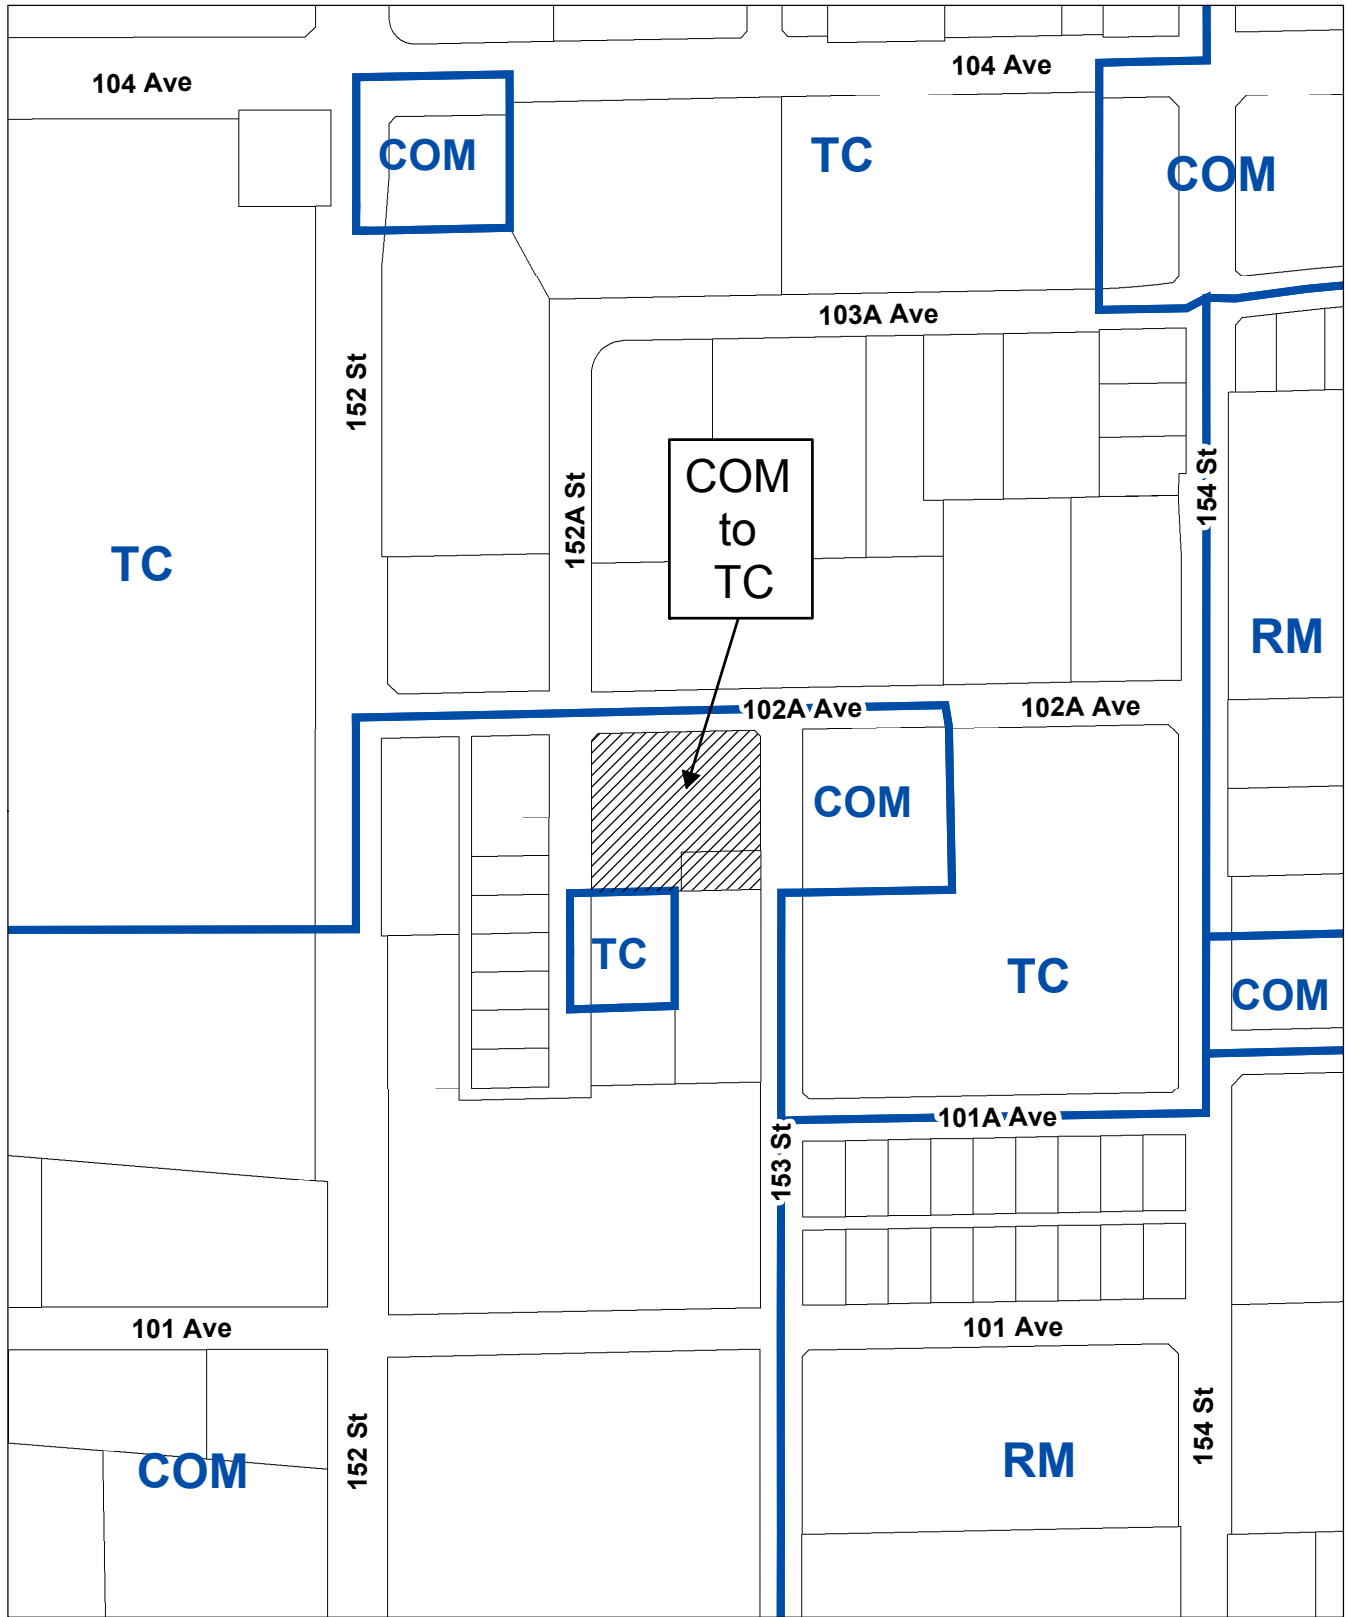 104 Ave
104 Ave
COM
TC
COM
103A Ave
152 St
152A St
COM
to
TC
154 St
TC
RM
102A Ave
102A Ave
COM
TC
TC
COM
101A Ave
153 St
101 Ave
101 Ave
152 St
154 St
COM
RM